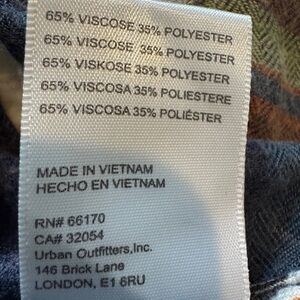 65% VISCOSE 35% POLYESTER
65% VISCOSE 35% POLYESTER
65% VISKOSE 35% POLYESTER
65% VISCOSA 35% POLIESTERE
65% VISCOSA 35% POLIÉSTER
MADE IN VIETNAM
HECHO EN VIETNAM
RN# 66170
CA# 32054
Urban Outfitters,Inc.
146 Brick Lane
LONDON, E1 6RU